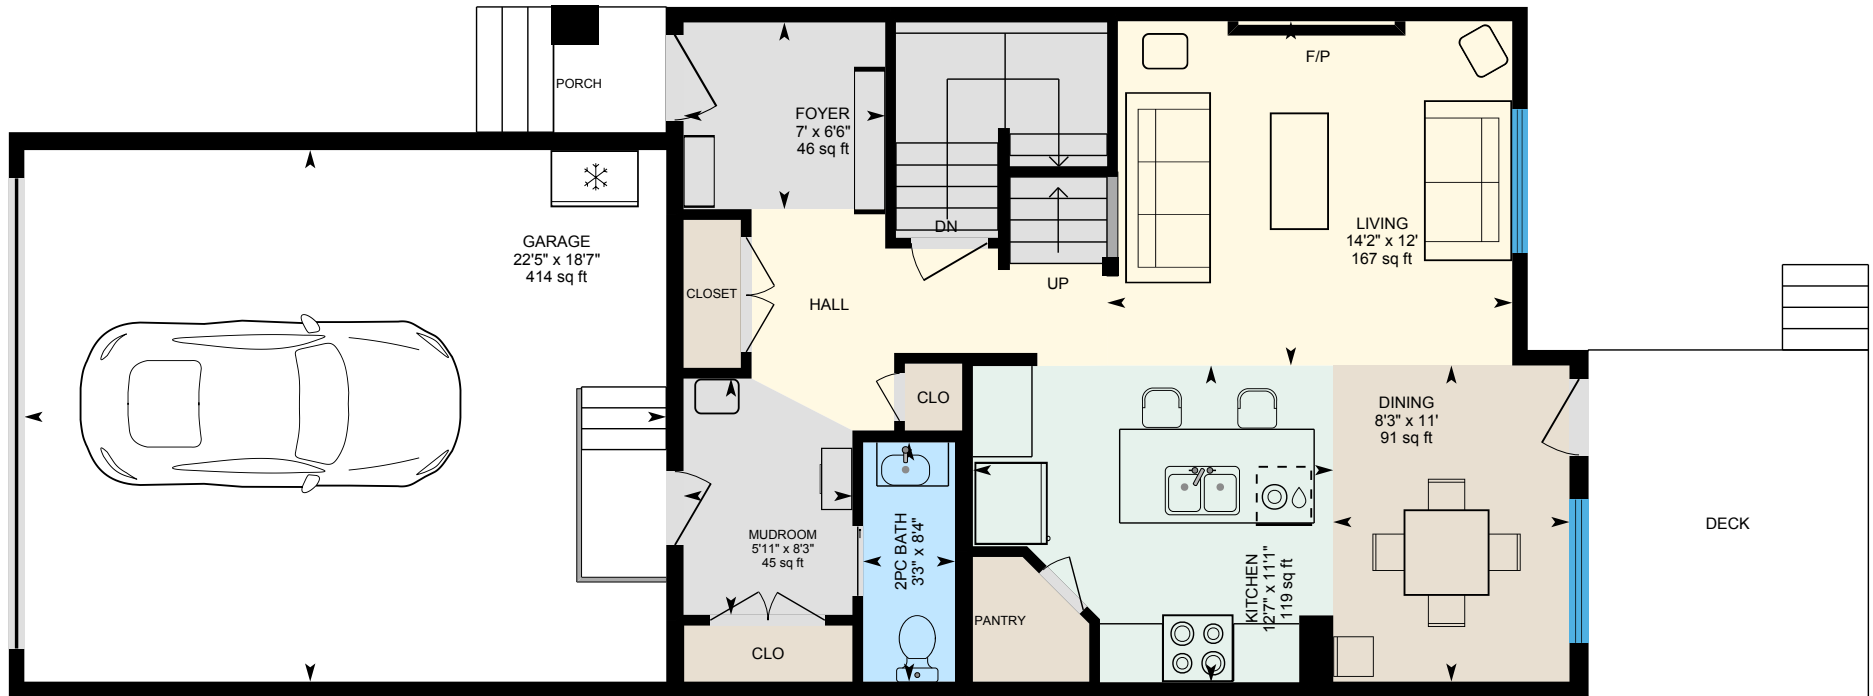 PORCH
FOYER
7' x 6'6"
46 sq ft
F/P
GARAGE
22'5" x 18'7"
414 sq ft
DN
LIVING
14'2" x 12'
167 sq ft
CLOSET
HALL
UP
CLO
DINING
8'3" x 11'
91 sq ft
MUDROOM
5'11" x 8'3"
45 sq ft
2PC BATH
3'3" x 8'4"
KITCHEN
12'7" x 11'1"
119 sq ft
DECK
PANTRY
CLO